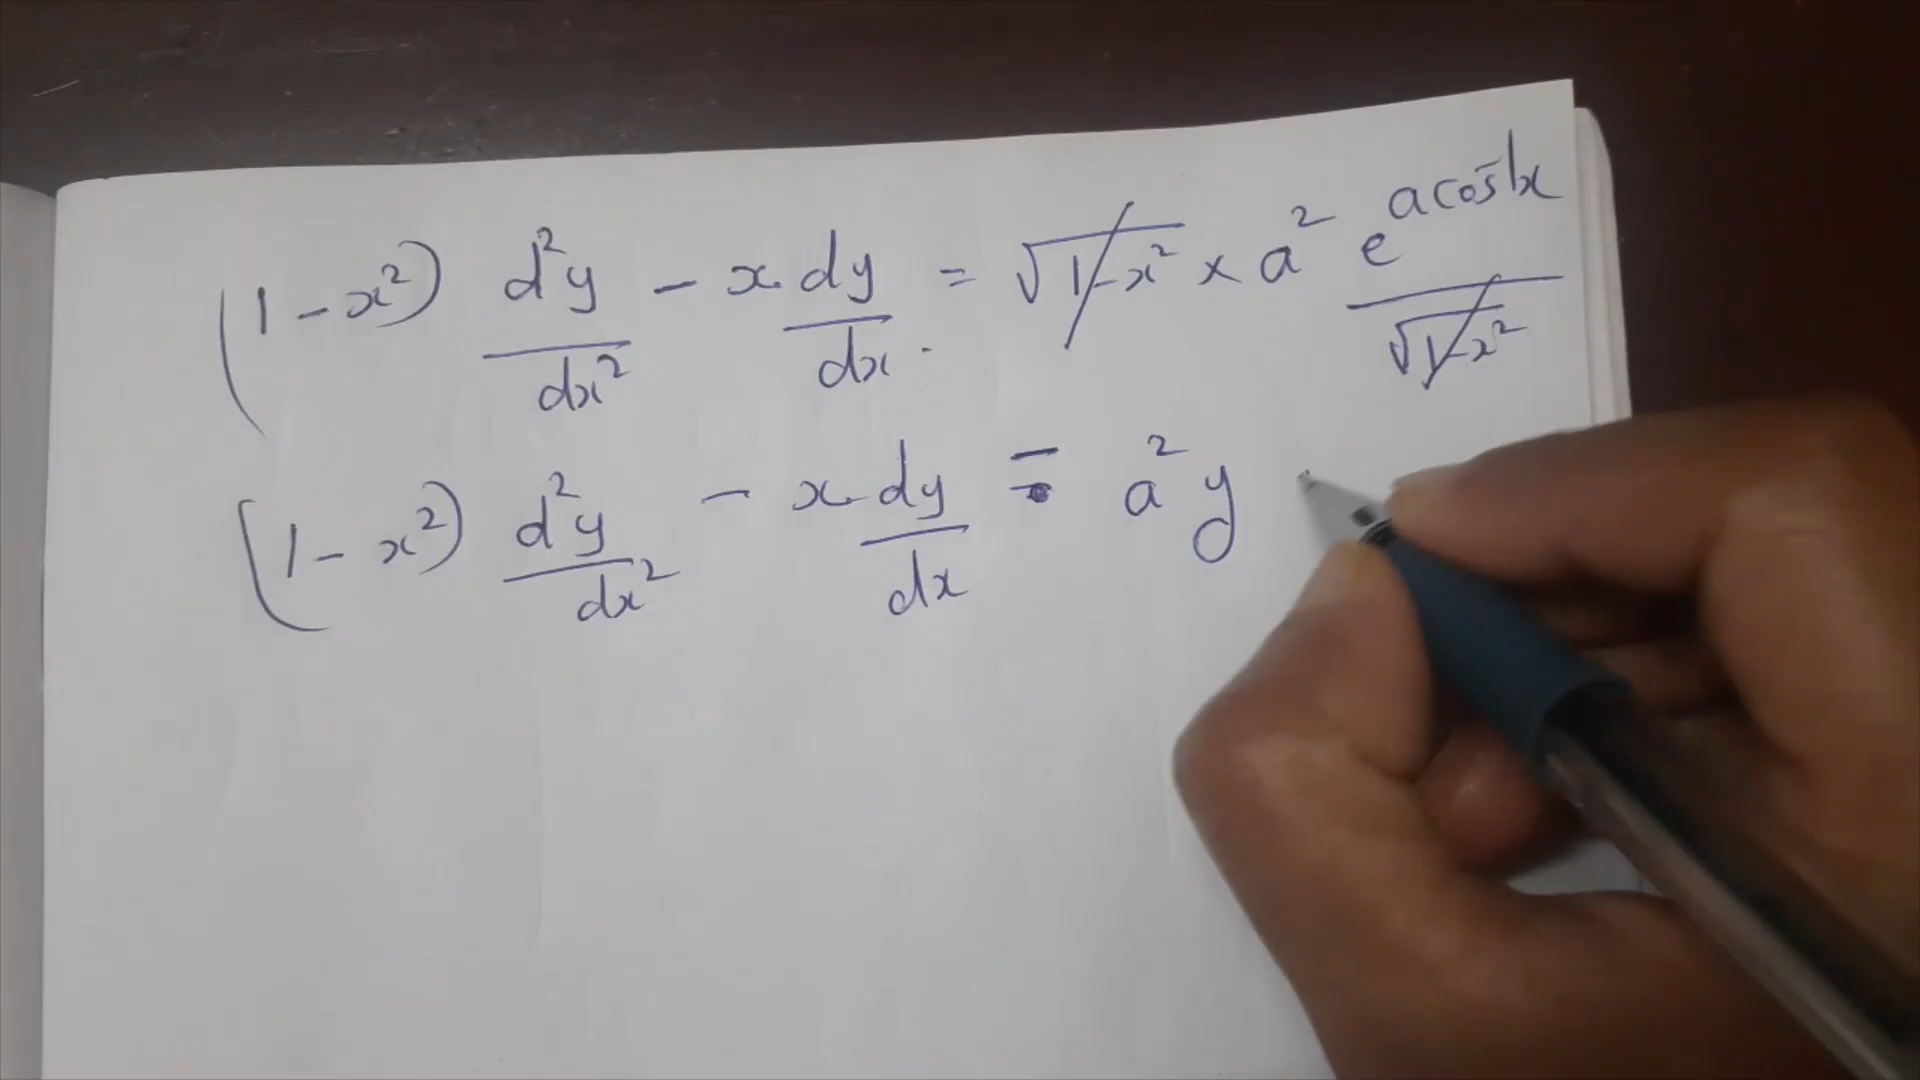 (1 - x²) d²y/dx² - x dy/dx. = √(1-x²) × a² e^(a cos⁻¹x)/√(1-x²)
(1 - x²) d²y/dx² - x dy/dx = a² y